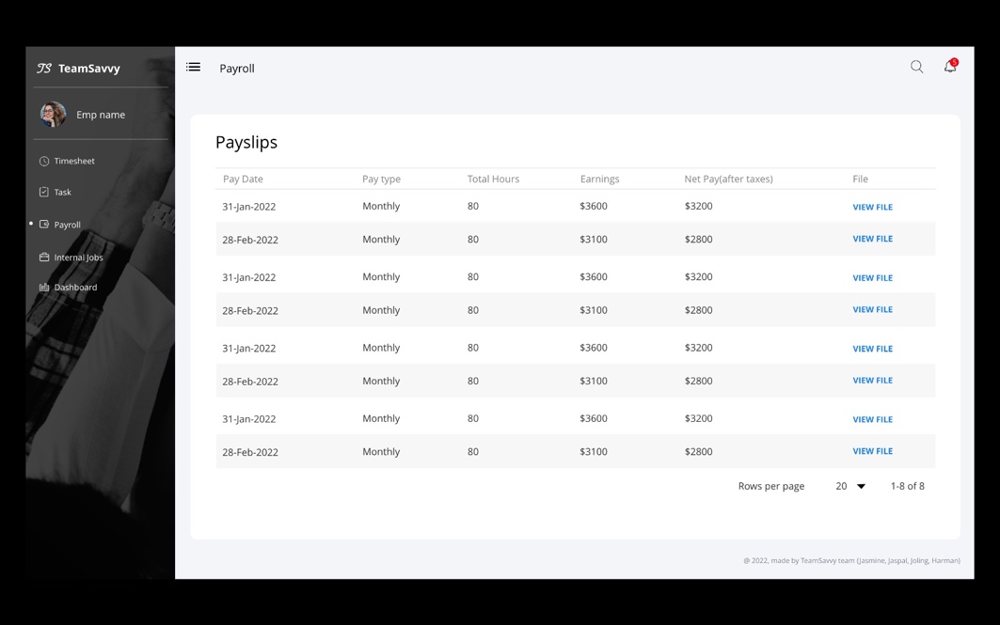 TS TeamSavvy
Emp name
Timesheet
Task
Payroll
Internal Jobs
Dashboard
Payroll
5
Payslips
Pay Date Pay type Total Hours Earnings Net Pay(after taxes) File
31-Jan-2022 Monthly 80 $3600 $3200 VIEW FILE
28-Feb-2022 Monthly 80 $3100 $2800 VIEW FILE
31-Jan-2022 Monthly 80 $3600 $3200 VIEW FILE
28-Feb-2022 Monthly 80 $3100 $2800 VIEW FILE
31-Jan-2022 Monthly 80 $3600 $3200 VIEW FILE
28-Feb-2022 Monthly 80 $3100 $2800 VIEW FILE
31-Jan-2022 Monthly 80 $3600 $3200 VIEW FILE
28-Feb-2022 Monthly 80 $3100 $2800 VIEW FILE
Rows per page 20 1-8 of 8
@ 2022, made by TeamSavvy team (Jasmine, Jaspal, Joling, Harman)